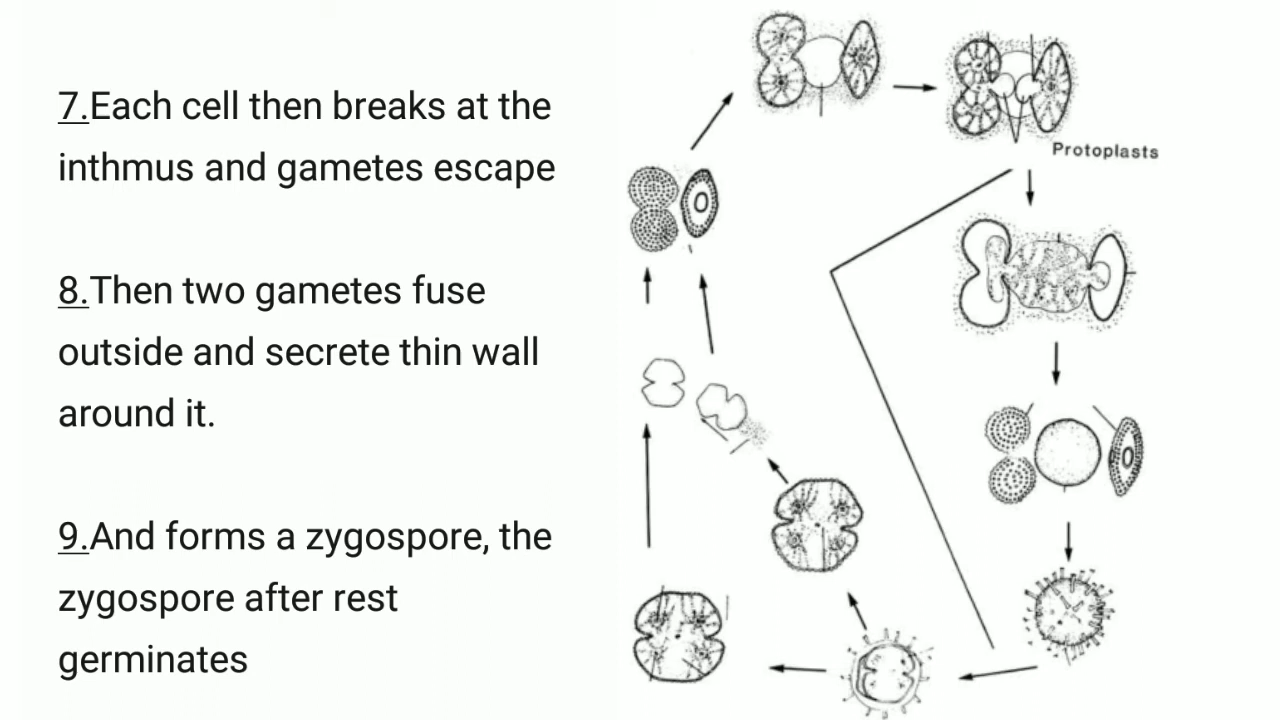 7.Each cell then breaks at the
inthmus and gametes escape
8.Then two gametes fuse
outside and secrete thin wall
around it.
9.And forms a zygospore, the
zygospore after rest
germinates
Protoplasts